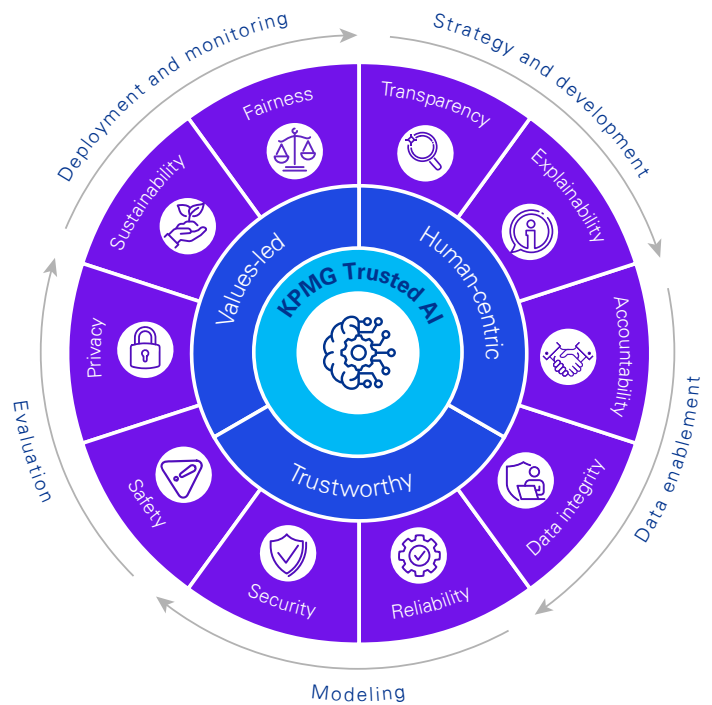 Strategy and development
Data enablement
Modeling
Evaluation
Deployment and monitoring
Transparency
Explainability
Accountability
Data integrity
Reliability
Security
Safety
Privacy
Sustainability
Fairness
Values-led
Human-centric
Trustworthy
KPMG Trusted AI